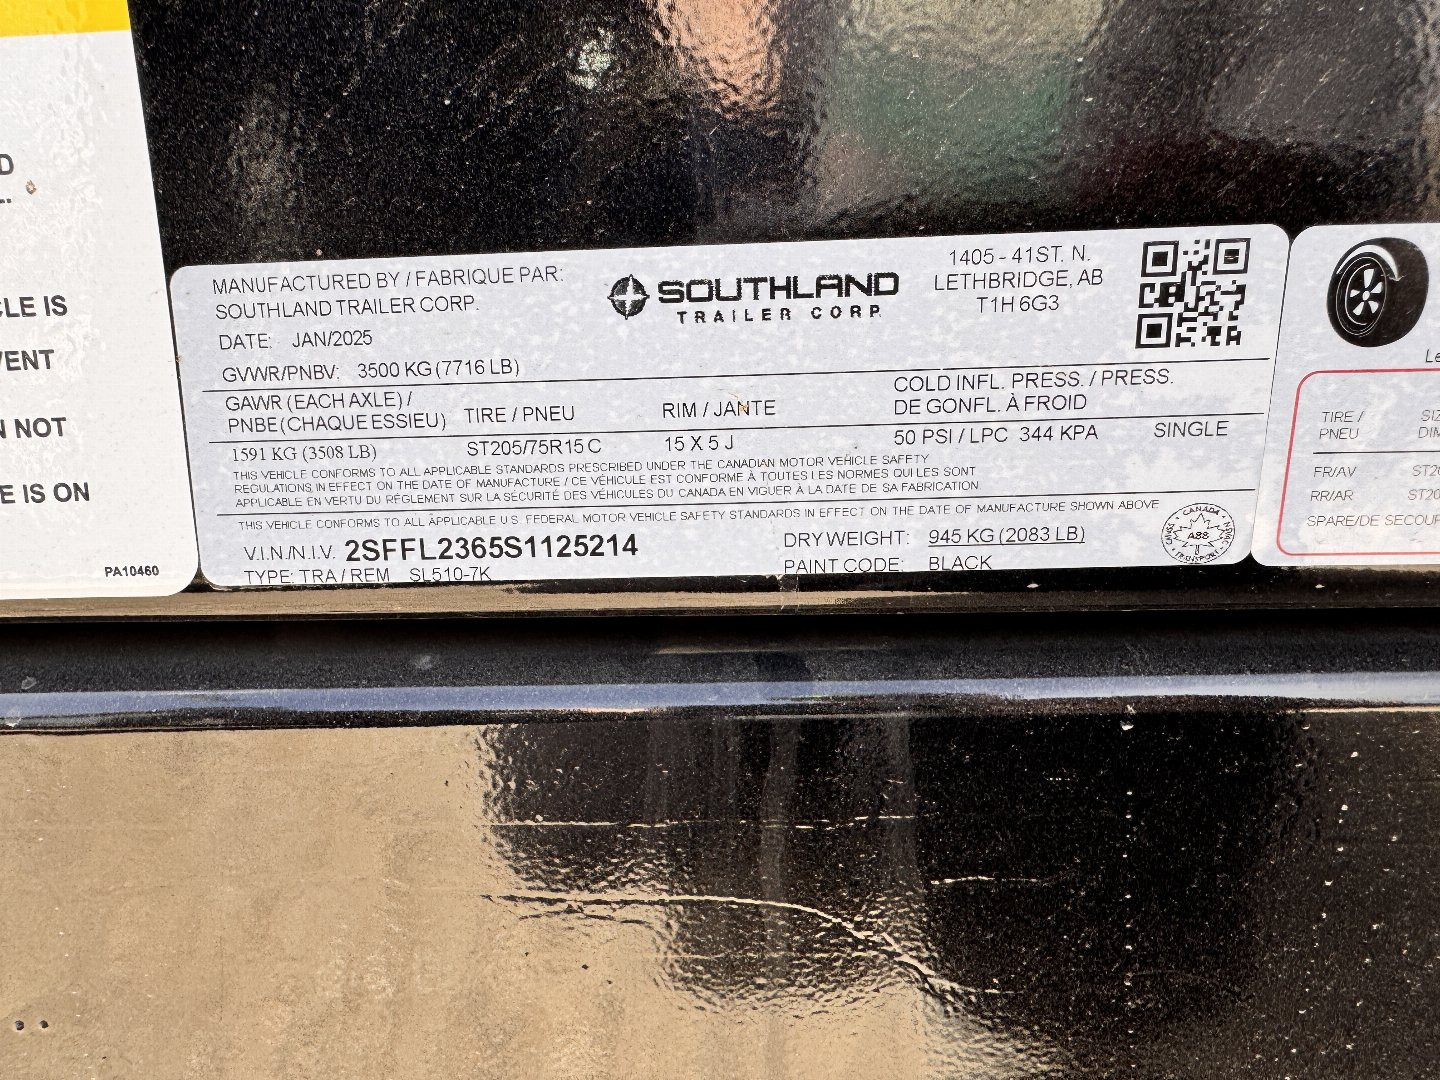 D
L.
CLE IS
VENT
N NOT
E IS ON
PA10460
MANUFACTURED BY / FABRIQUE PAR:
SOUTHLAND TRAILER CORP.
DATE: JAN/2025
GVWR/PNBV: 3500 KG (7716 LB)
SOUTHLAND
TRAILER CORP.
1405 - 41ST. N.
LETHBRIDGE, AB
T1H 6G3
GAWR (EACH AXLE) /
PNBE (CHAQUE ESSIEU)
TIRE / PNEU
RIM / JANTE
COLD INFL. PRESS. / PRESS.
DE GONFL. À FROID
1591 KG (3508 LB) ST205/75R15 C 15 X 5 J 50 PSI / LPC 344 KPA SINGLE
THIS VEHICLE CONFORMS TO ALL APPLICABLE STANDARDS PRESCRIBED UNDER THE CANADIAN MOTOR VEHICLE SAFETY
REGULATIONS IN EFFECT ON THE DATE OF MANUFACTURE / CE VÉHICULE EST CONFORME À TOUTES LES NORMES QUI LES SONT
APPLICABLE EN VERTU DU RÉGLEMENT SUR LA SÉCURITÉ DES VÉHICULES DU CANADA EN VIGUER À LA DATE DE SA FABRICATION
THIS VEHICLE CONFORMS TO ALL APPLICABLE U.S. FEDERAL MOTOR VEHICLE SAFETY STANDARDS IN EFFECT ON THE DATE OF MANUFACTURE SHOWN ABOVE
V.I.N./N.I.V. 2SFFL2365S1125214
TYPE: TRA / REM SL510-7K
DRY WEIGHT: 945 KG (2083 LB)
PAINT CODE: BLACK
CANADA
A88
TRANSPORT
Le
TIRE /
PNEU
SIZ
DIM
FR/AV ST20
RR/AR ST20
SPARE/DE SECOUR